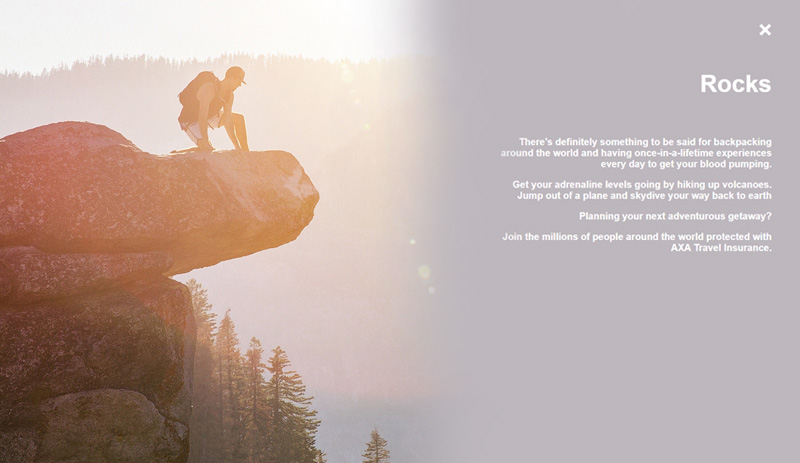 Rocks
There's definitely something to be said for backpacking
around the world and having once-in-a-lifetime experiences
every day to get your blood pumping.
Get your adrenaline levels going by hiking up volcanoes.
Jump out of a plane and skydive your way back to earth
Planning your next adventurous getaway?
Join the millions of people around the world protected with
AXA Travel Insurance.